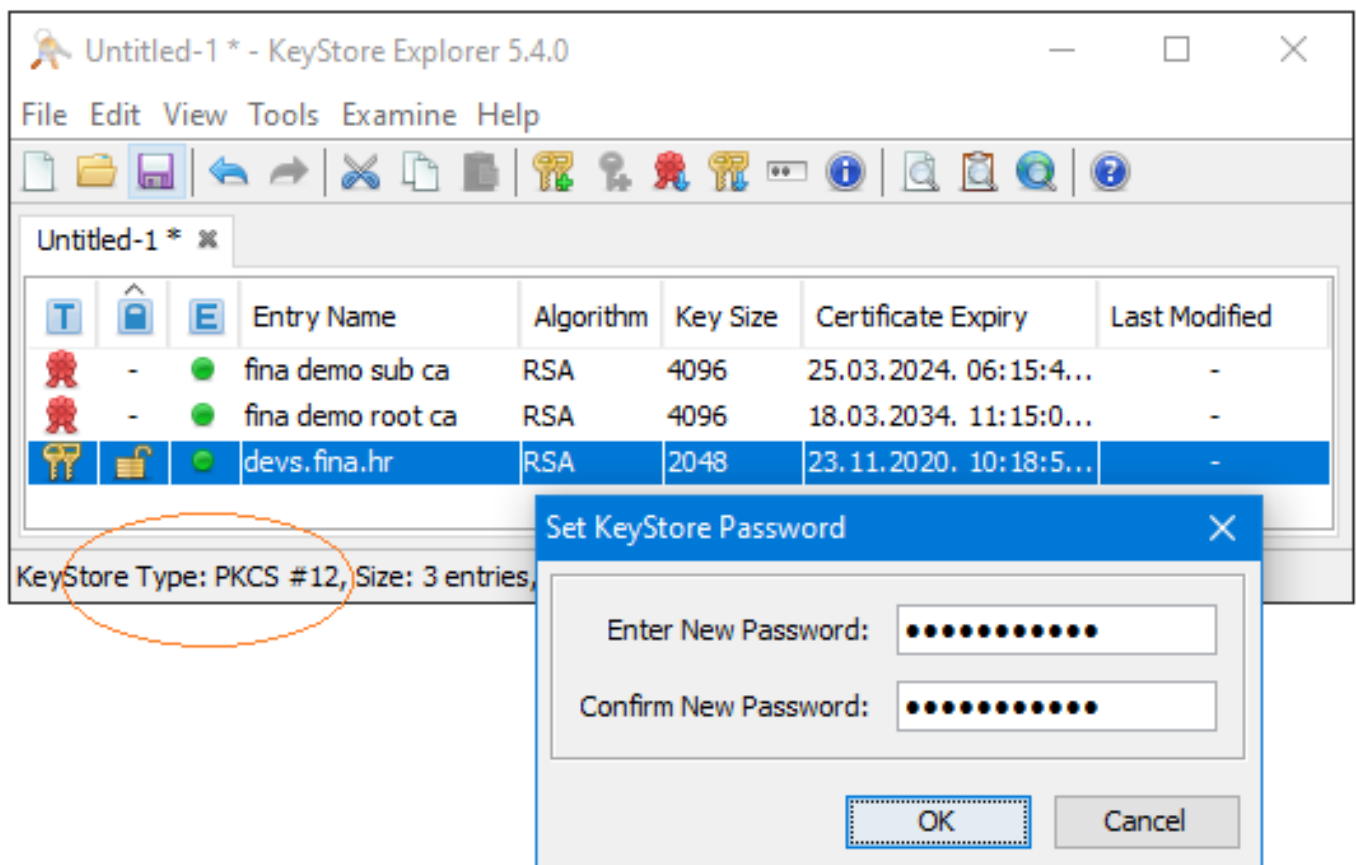 Untitled-1 * - KeyStore Explorer 5.4.0
File Edit View Tools Examine Help
Untitled-1 *
T E Entry Name Algorithm Key Size Certificate Expiry Last Modified
- fina demo sub ca RSA 4096 25.03.2024. 06:15:4... -
- fina demo root ca RSA 4096 18.03.2034. 11:15:0... -
devs.fina.hr RSA 2048 23.11.2020. 10:18:5... -
KeyStore Type: PKCS #12, Size: 3 entries,
Set KeyStore Password
Enter New Password: •••••••••••
Confirm New Password: •••••••••••
OK Cancel